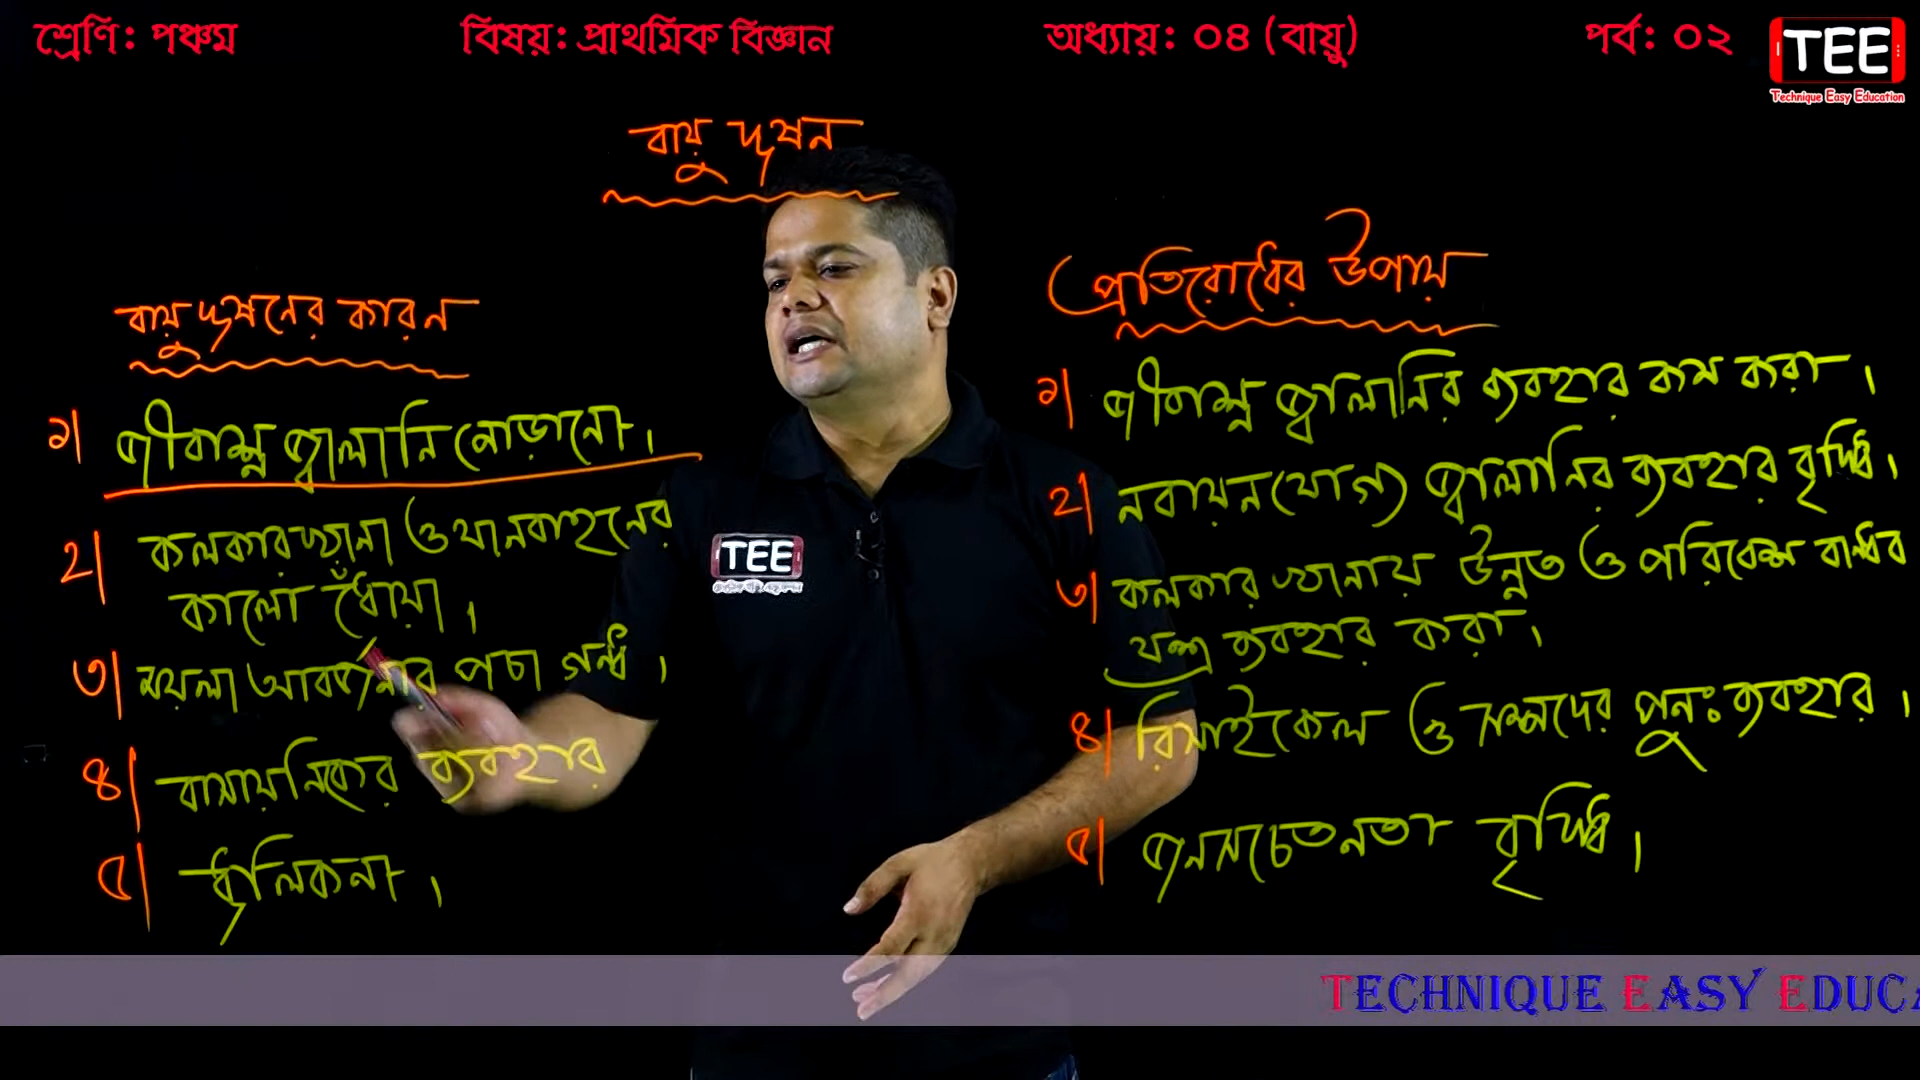 শ্রেণি: পঞ্চম
বিষয়: প্রাথমিক বিজ্ঞান
অধ্যায়: ০৪ (বায়ু)
পর্ব: ০২
TEE
Technique Easy Education
বায়ু দূষন
বায়ু দূষনের কারন
১| জীবাশ্ম জ্বালানি পোড়ানো।
২| কলকারখানা ও যানবাহনের
কালো ধোঁয়া।
৩| ময়লা আবর্জনার পচা গন্ধ।
৪| রাসায়নিকের ব্যবহার
৫| ধূলিকনা।
প্রতিরোধের উপায়
১| জীবাশ্ম জ্বালানির ব্যবহার কম করা।
২| নবায়নযোগ্য জ্বালানির ব্যবহার বৃদ্ধি।
৩| কলকারখানায় উন্নত ও পরিবেশ বান্ধব
যন্ত্র ব্যবহার করা।
৪| রিসাইকেল ও সম্পদের পুনঃব্যবহার।
৫| জনসচেতনতা বৃদ্ধি।
TEE
TECHNIQUE EASY EDUCA